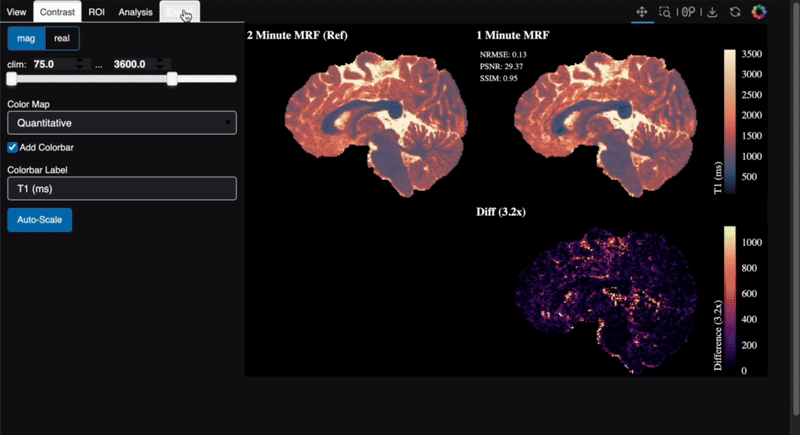 View Contrast ROI Analysis
mag real
clim: 75.0 ... 3600.0
Color Map
Quantitative
Add Colorbar
Colorbar Label
T1 (ms)
Auto-Scale
2 Minute MRF (Ref)
1 Minute MRF
NRMSE: 0.13
PSNR: 29.37
SSIM: 0.95
3500
3000
2500
2000
1500
1000
500
T1 (ms)
Diff (3.2x)
1000
800
600
400
200
0
Difference (3.2x)